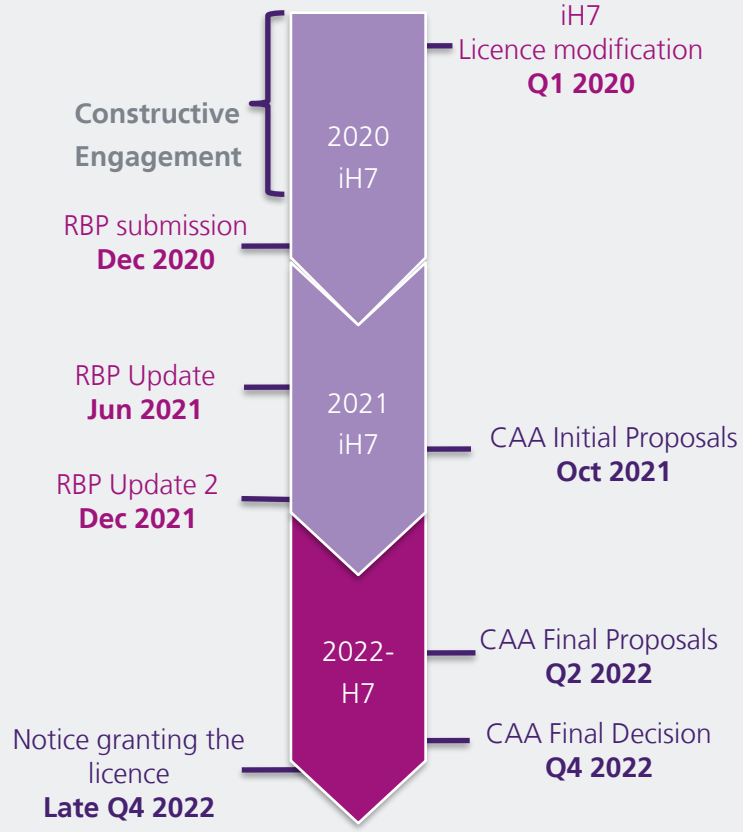 iH7
Licence modification
Q1 2020
Constructive
Engagement
2020
iH7
RBP submission
Dec 2020
RBP Update
Jun 2021
2021
iH7
CAA Initial Proposals
Oct 2021
RBP Update 2
Dec 2021
2022-
H7
CAA Final Proposals
Q2 2022
CAA Final Decision
Q4 2022
Notice granting the
licence
Late Q4 2022